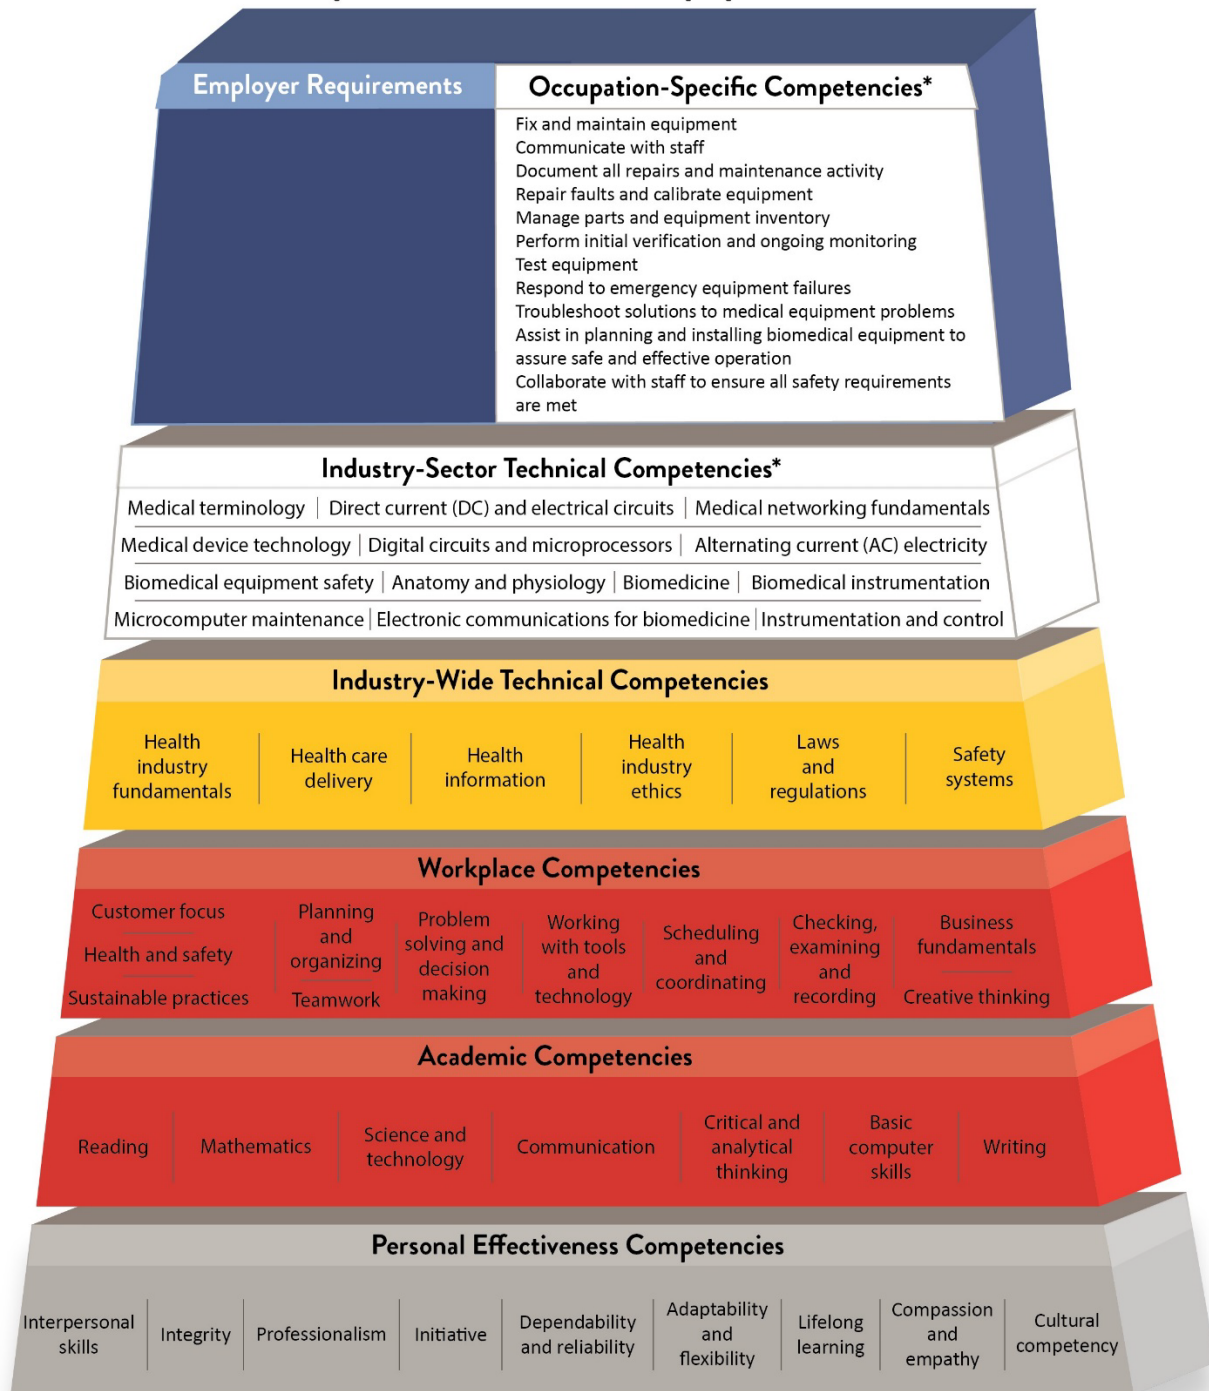 Employer Requirements
Occupation-Specific Competencies*
Fix and maintain equipment
Communicate with staff
Document all repairs and maintenance activity
Repair faults and calibrate equipment
Manage parts and equipment inventory
Perform initial verification and ongoing monitoring
Test equipment
Respond to emergency equipment failures
Troubleshoot solutions to medical equipment problems
Assist in planning and installing biomedical equipment to
assure safe and effective operation
Collaborate with staff to ensure all safety requirements
are met
Industry-Sector Technical Competencies*
Medical terminology | Direct current (DC) and electrical circuits | Medical networking fundamentals
Medical device technology | Digital circuits and microprocessors | Alternating current (AC) electricity
Biomedical equipment safety | Anatomy and physiology | Biomedicine | Biomedical instrumentation
Microcomputer maintenance | Electronic communications for biomedicine | Instrumentation and control
Industry-Wide Technical Competencies
Health
industry
fundamentals
Health care
delivery
Health
information
Health
industry
ethics
Laws
and
regulations
Safety
systems
Workplace Competencies
Customer focus
Health and safety
Sustainable practices
Planning
and
organizing
Teamwork
Problem
solving and
decision
making
Working
with tools
and
technology
Scheduling
and
coordinating
Checking,
examining
and
recording
Business
fundamentals
Creative thinking
Academic Competencies
Reading
Mathematics
Science and
technology
Communication
Critical and
analytical
thinking
Basic
computer
skills
Writing
Personal Effectiveness Competencies
Interpersonal
skills
Integrity
Professionalism
Initiative
Dependability
and reliability
Adaptability
and
flexibility
Lifelong
learning
Compassion
and
empathy
Cultural
competency